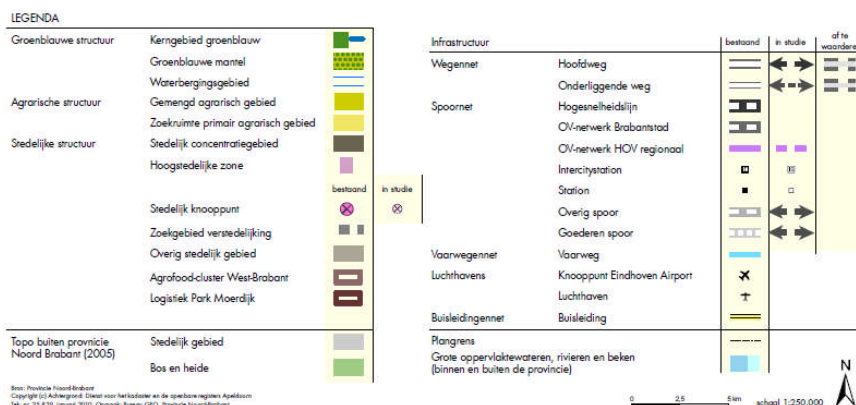 LEGENDA
Groenblauwe structuur Kerngebied groenblauw
Groenblauwe mantel
Waterbergingsgebied
Agrarische structuur Gemengd agrarisch gebied
Zoekruimte primair agrarisch gebied
Stedelijke structuur Stedelijk concentratiegebied
Hoogstedelijke zone
bestaand in studie
Stedelijk knooppunt
Zoekgebied verstedelijking
Overig stedelijk gebied
Agrofood-cluster West-Brabant
Logistiek Park Moerdijk
Topo buiten provnicie Stedelijk gebied
Noord Brabant (2005)
Bos en heide
Bron: Provincie Noord-Brabant
Copyright (c) Achtergrond: Dienst voor het kadaster en de openbare registers Apeldoorn
Infrastructuur bestaand in studie af te waarderen
Wegennet Hoofdweg
Onderliggende weg
Spoornet Hogesnelheidslijn
OV-netwerk Brabantstad
OV-netwerk HOV regionaal
Intercitystation
Station
Overig spoor
Goederen spoor
Vaarwegennet Vaarweg
Luchthavens Knooppunt Eindhoven Airport
Luchthaven
Buisleidingennet Buisleiding
Plangrens
Grote oppervlaktewateren, rivieren en beken
(binnen en buiten de provincie)
N
0 2,5 5 km schaal 1:250.000